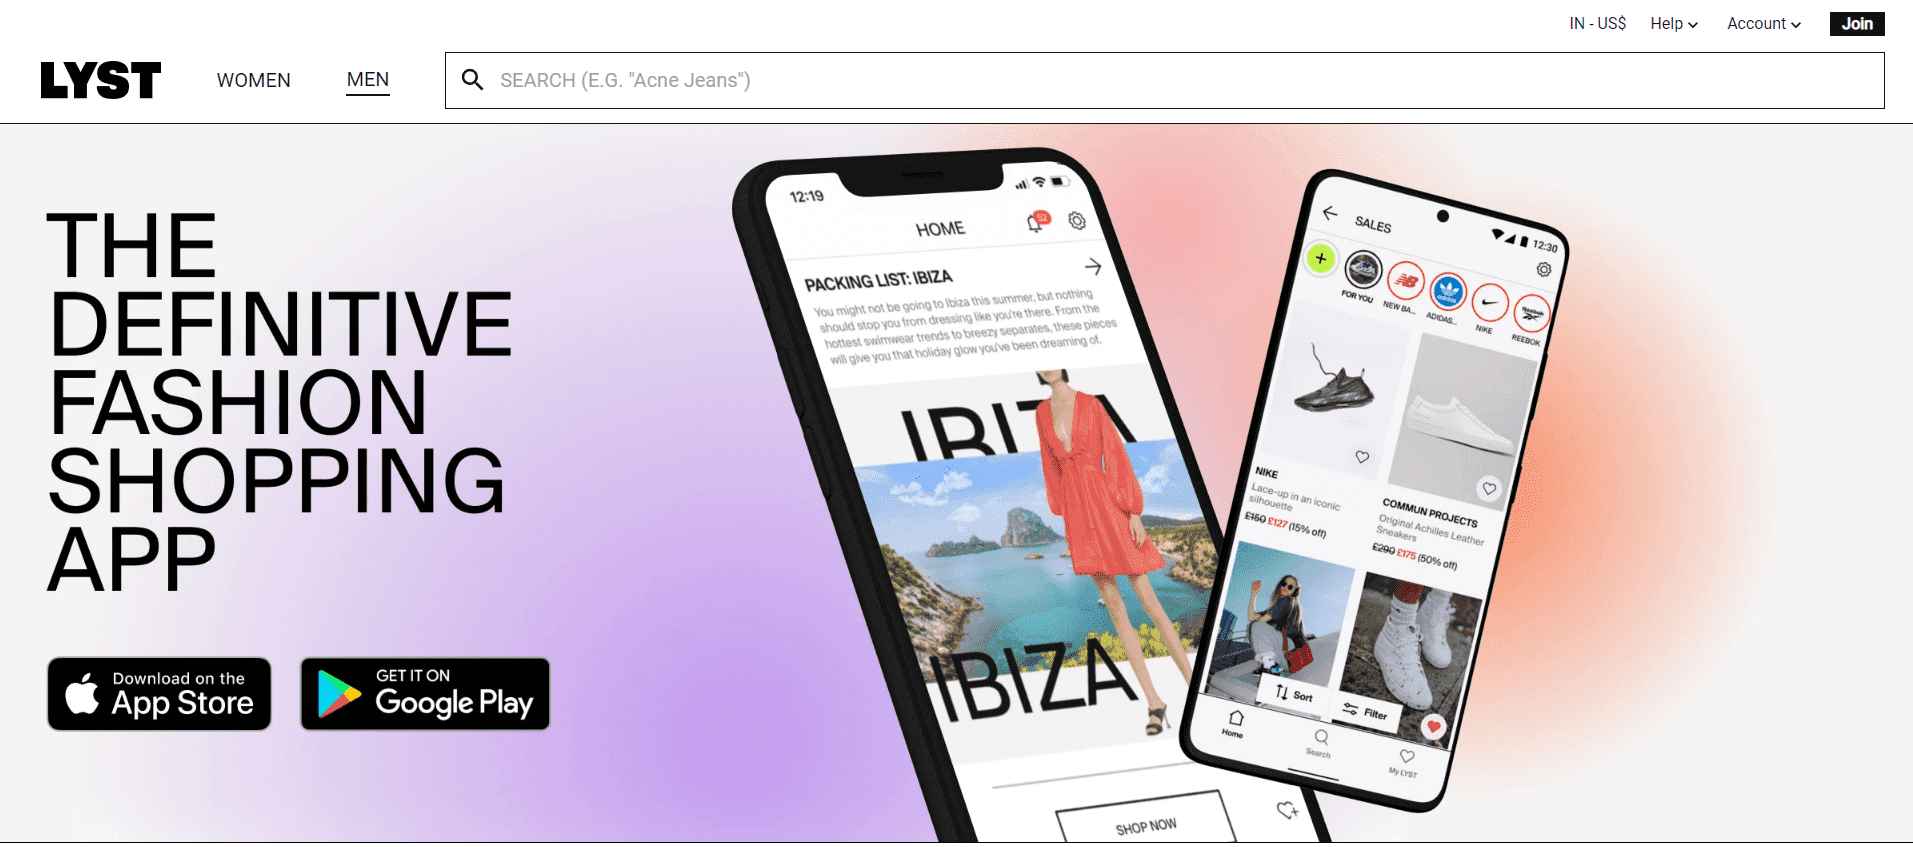 IN - US$ Help Account Join
LYST WOMEN MEN SEARCH (E.G. "Acne Jeans")
THE
DEFINITIVE
FASHION
SHOPPING
APP
Download on the
App Store
GET IT ON
Google Play
12:19
HOME
52
PACKING LIST: IBIZA
You might not be going to Ibiza this summer, but nothing
should stop you from dressing like you're there. From the
hottest swimwear trends to breezy separates, these pieces
will give you that holiday glow you've been dreaming of.
IBIZA
IBIZA
SHOP NOW
12:30
SALES
FOR YOU
NEW BA...
ADIDAS...
NIKE
REEBOK
NIKE
Lace-up in an iconic
silhouette
£150 £127 (15% off)
COMMUN PROJECTS
Original Achilles Leather
Sneakers
£290 £175 (50% off)
Sort
Filter
Home
Search
My LYST